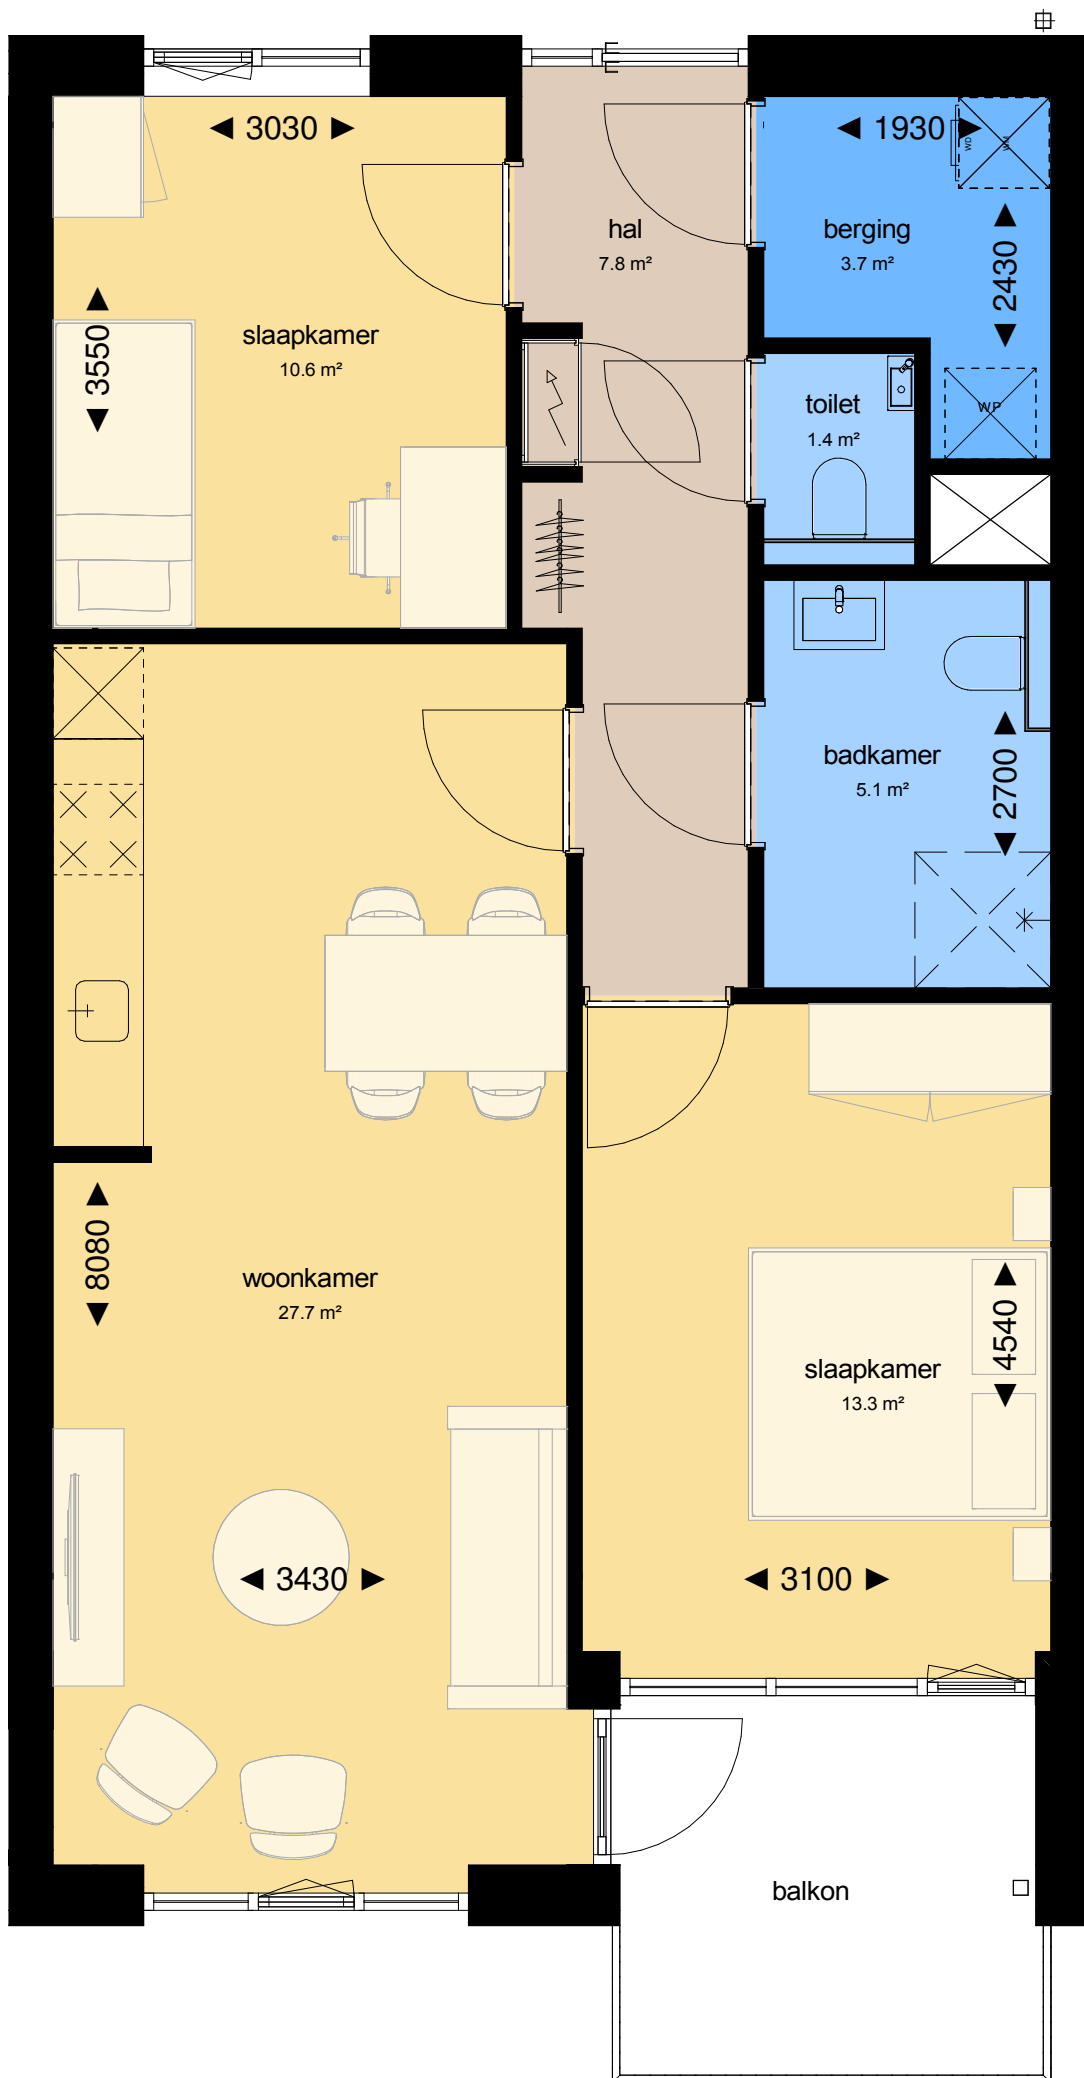 3030
1930
WD
WM
hal
7.8 m²
berging
3.7 m²
2430
3550
slaapkamer
10.6 m²
toilet
1.4 m²
WP
badkamer
5.1 m²
2700
8080
woonkamer
27.7 m²
slaapkamer
13.3 m²
4540
3430
3100
balkon